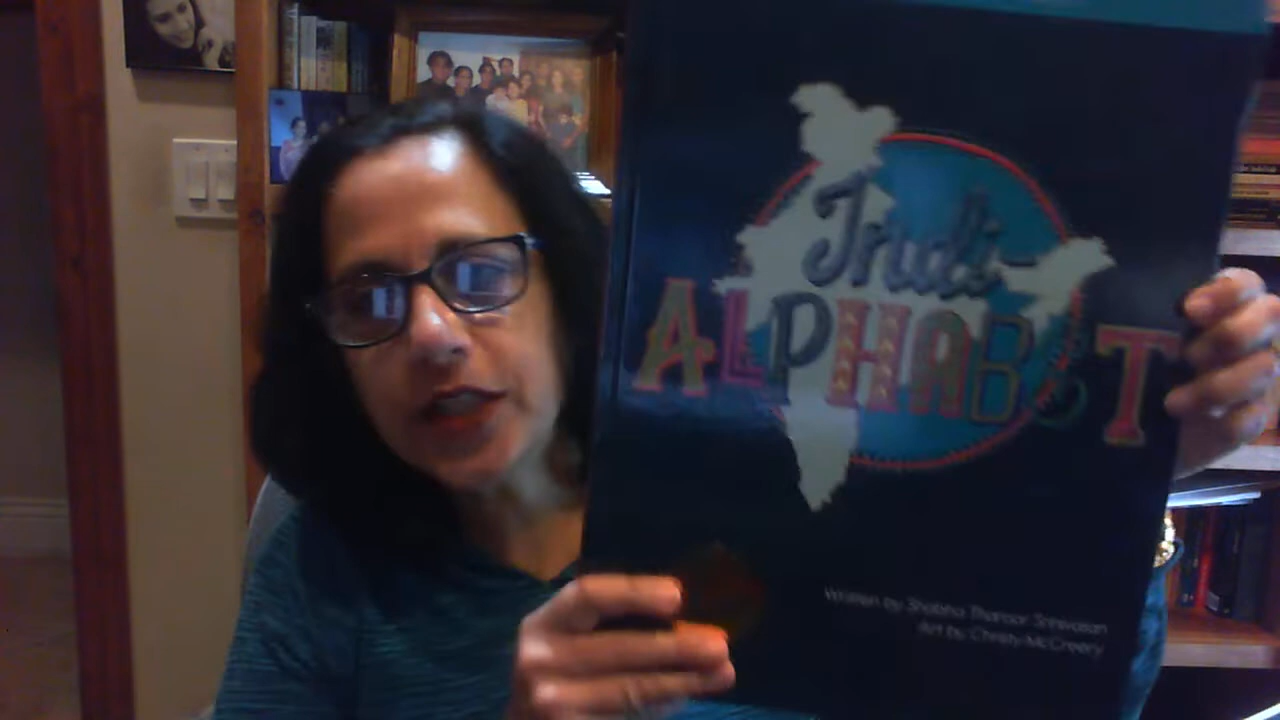 Indi
ALPHABET
Written by Shobha Tharoor Srinivasan
Art by Christy McCreery